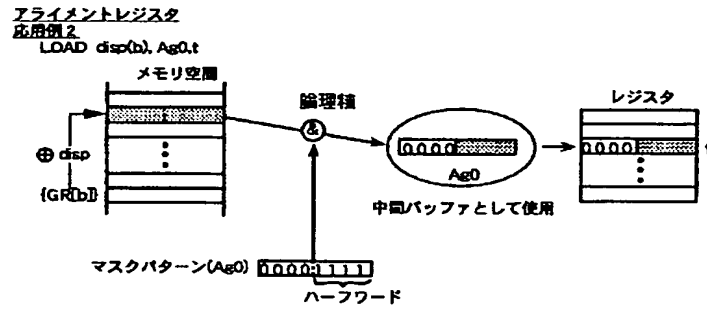 アライメントレジスタ
応用例2
LOAD disp(b), Ag0,t
メモリ空間
論理積
レジスタ
&
⊕ disp
0000
0000
t
Ag0
{GR[b]}
中間バッファとして使用
マスクパターン(Ag0)
00001111
ハーフワード